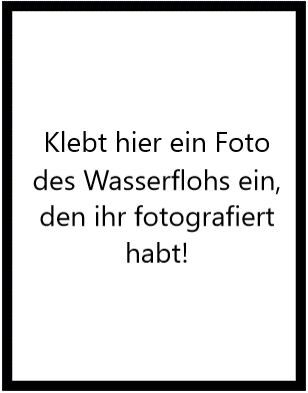 Klebt hier ein Foto
des Wasserflohs ein,
den ihr fotografiert
habt!